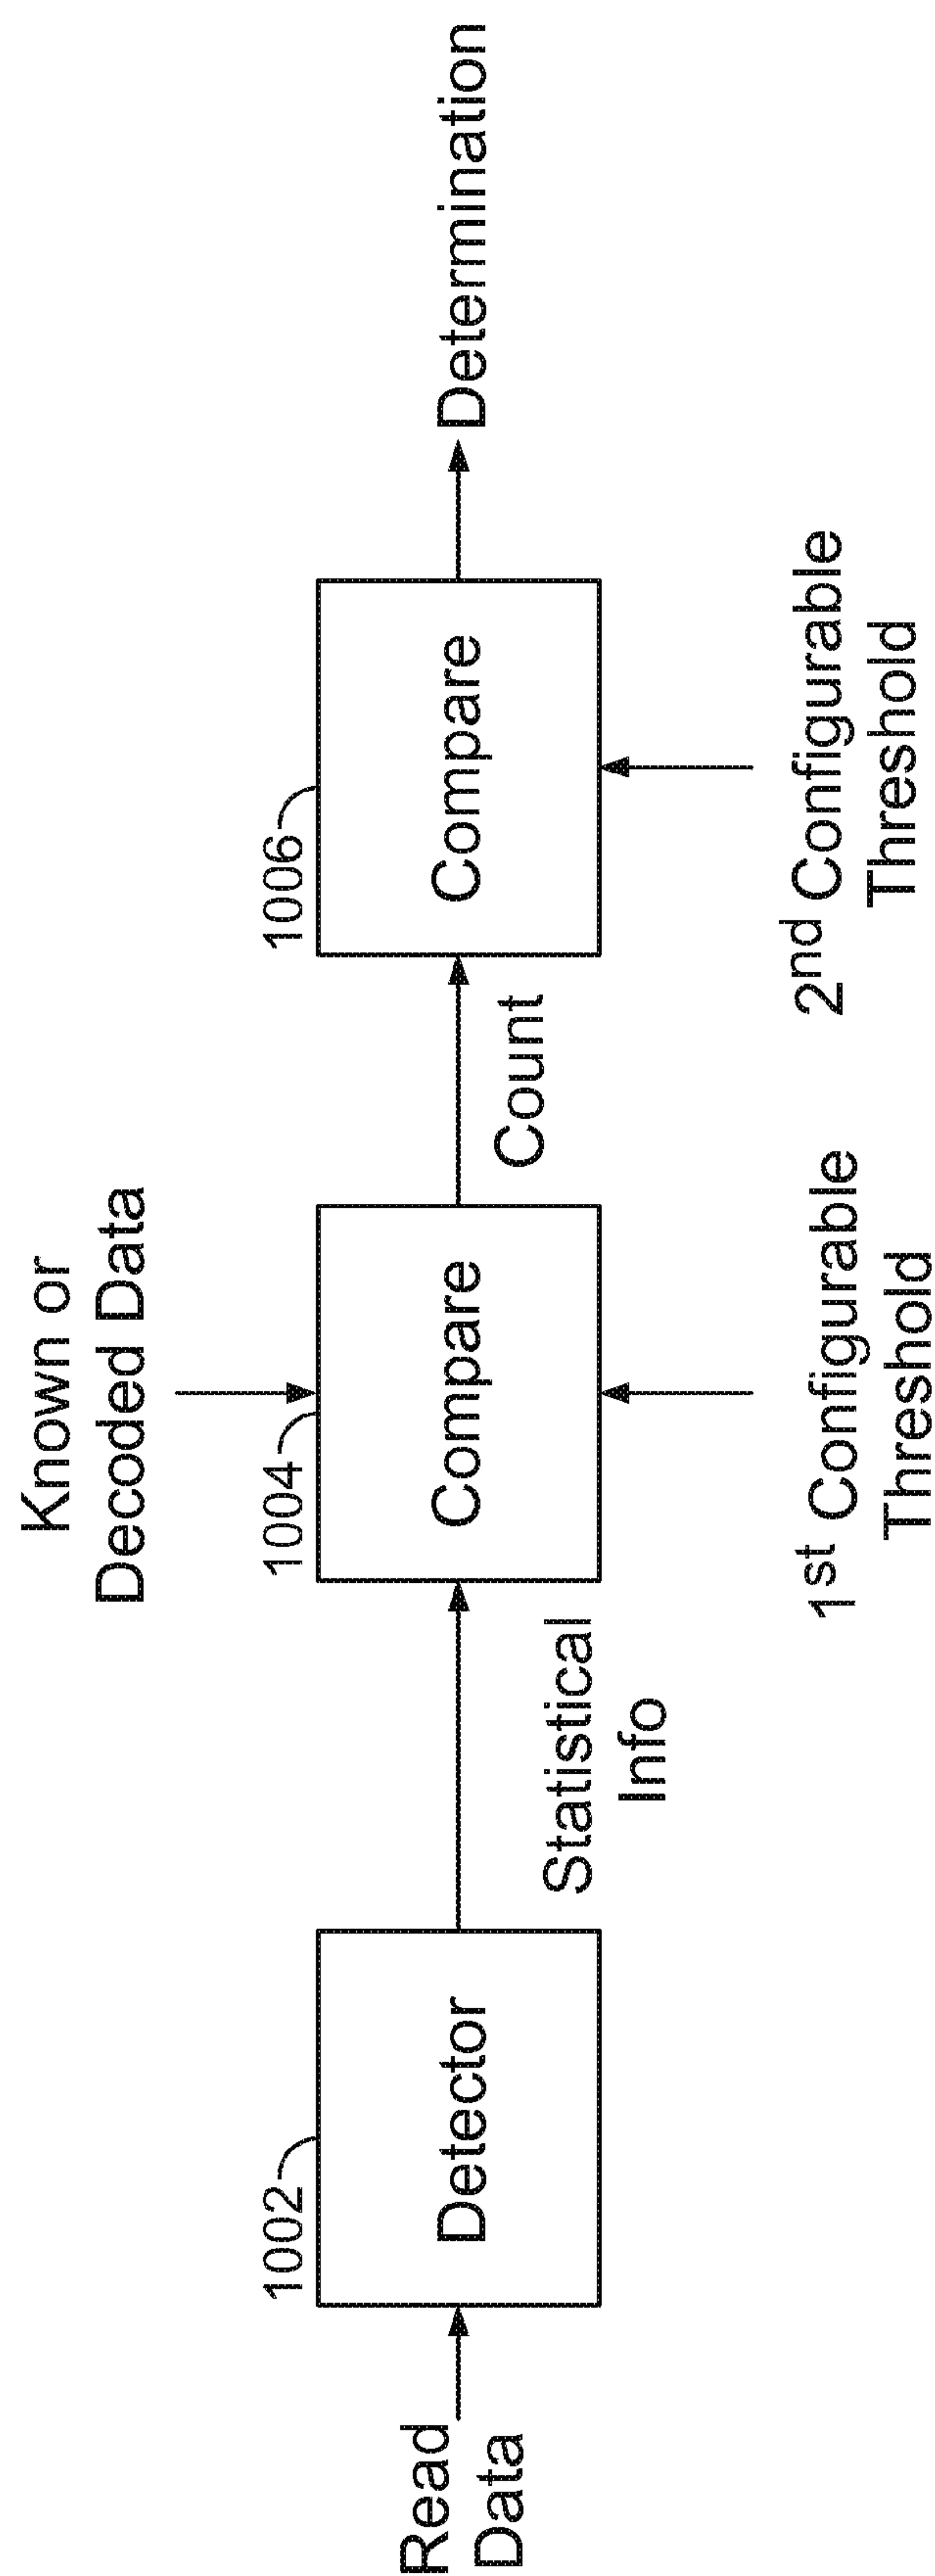 Read
Data
1002
Detector
Statistical
Info
Known or
Decoded Data
1004
Compare
1st Configurable
Threshold
Count
1006
Compare
2nd Configurable
Threshold
Determination